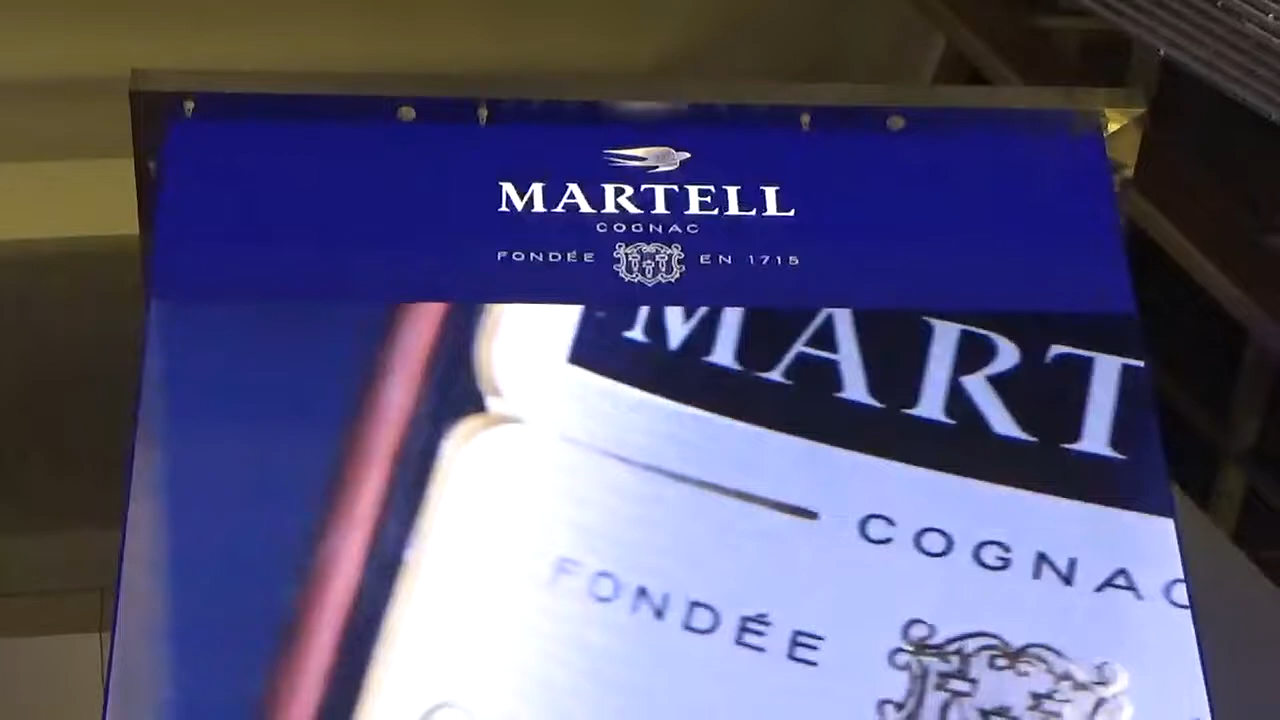 MARTELL
COGNAC
FONDÉE EN 1715
MART
COGNAC
FONDÉE